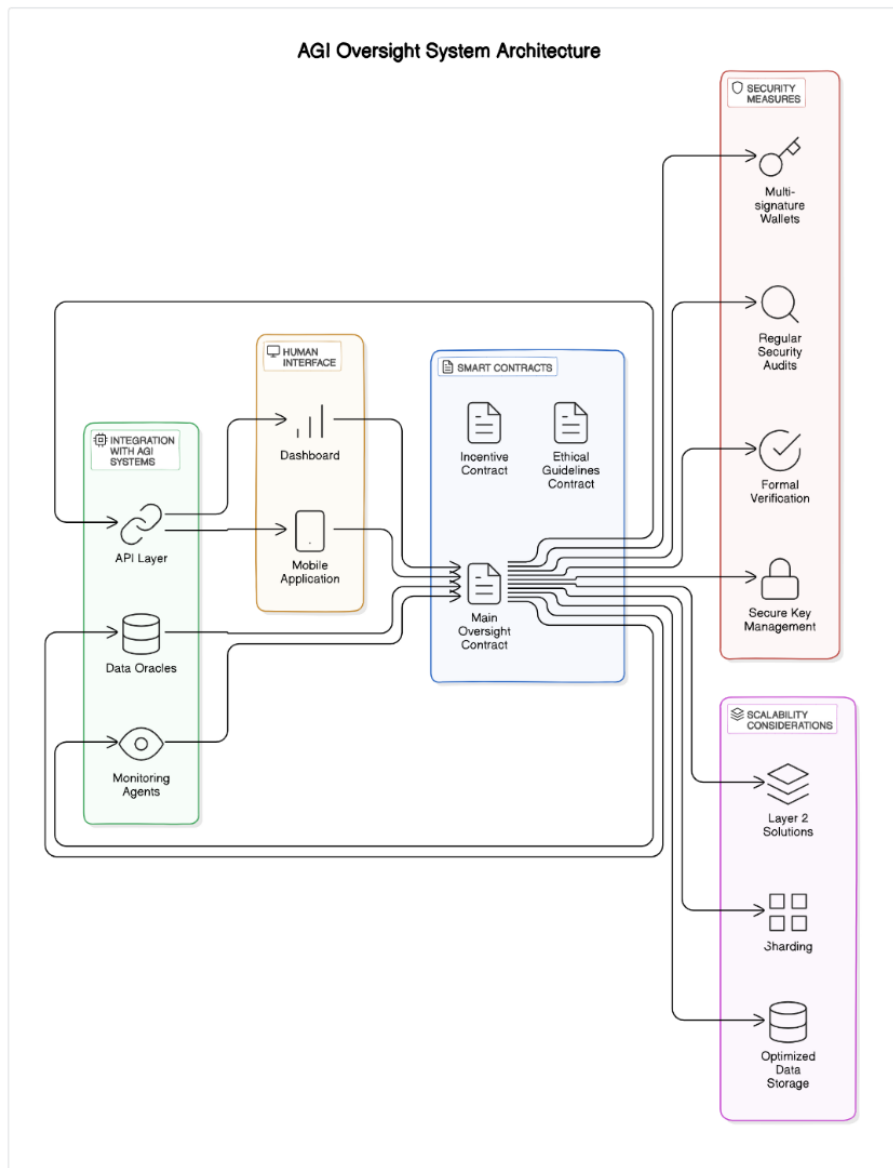 AGI Oversight System Architecture
SECURITY
MEASURES
Multi-
signature
Wallets
Regular
Security
Audits
Formal
Verification
Secure Key
Management
HUMAN
INTERFACE
Dashboard
Mobile
Application
SMART CONTRACTS
Incentive
Contract
Ethical
Guidelines
Contract
Main
Oversight
Contract
INTEGRATION
WITH AGI
SYSTEMS
API Layer
Data Oracles
Monitoring
Agents
SCALABILITY
CONSIDERATIONS
Layer 2
Solutions
Sharding
Optimized
Data
Storage